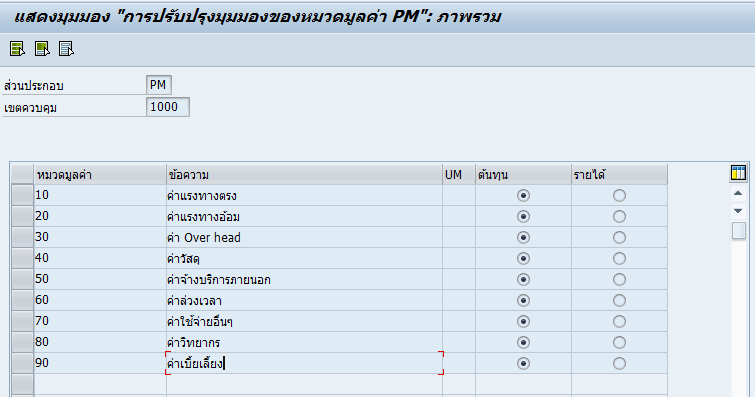 แสดงมุมมอง "การปรับปรุงมุมมองของหมวดมูลค่า PM": ภาพรวม
ส่วนประกอบ PM
เขตควบคุม 1000
หมวดมูลค่า ข้อความ UM ต้นทุน รายได้
10 ค่าแรงทางตรง
20 ค่าแรงทางอ้อม
30 ค่า Over head
40 ค่าวัสดุ
50 ค่าจ้างบริการภายนอก
60 ค่าล่วงเวลา
70 ค่าใช้จ่ายอื่นๆ
80 ค่าวิทยากร
90 ค่าเบี้ยเลี้ยง